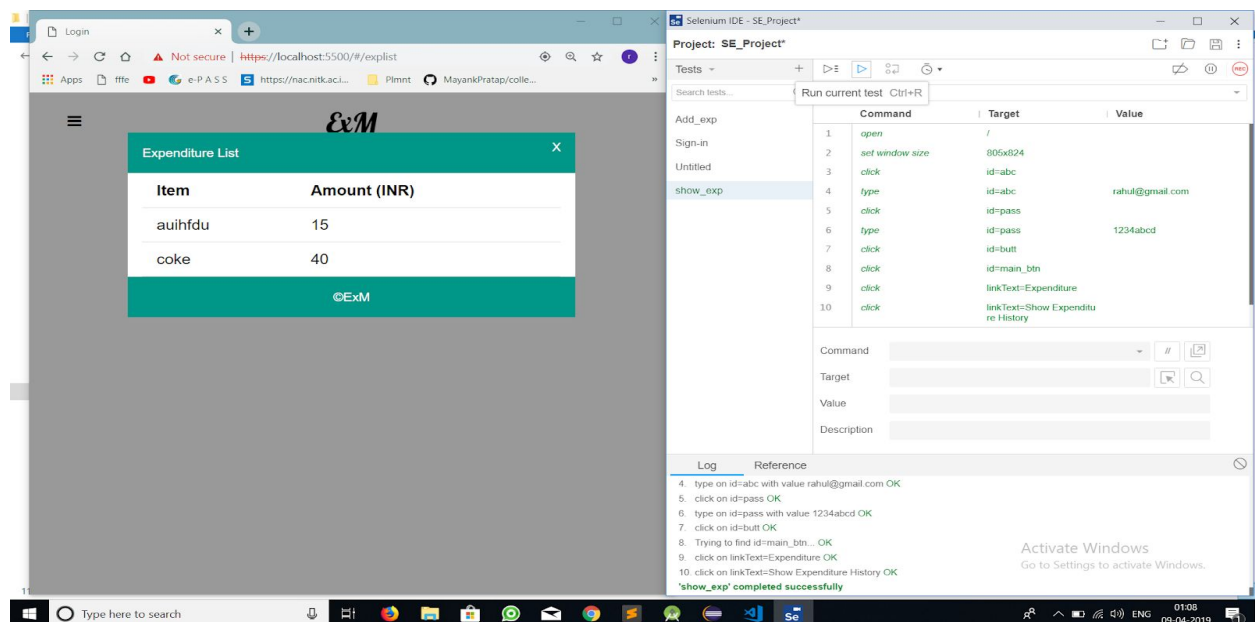 Login
Not secure | https://localhost:5500/#/explist
Apps fffe e-P A S S https://nac.nitk.ac.i... Plmnt MayankPratap/colle... »
ExM
Expenditure List X
Item Amount (INR)
auihfdu 15
coke 40
©ExM
Selenium IDE - SE_Project*
Project: SE_Project*
Tests
REC
Search tests...
Run current test Ctrl+R
Add_exp
Sign-in
Untitled
show_exp
Command Target Value
1 open /
2 set window size 805x824
3 click id=abc
4 type id=abc rahul@gmail.com
5 click id=pass
6 type id=pass 1234abcd
7 click id=butt
8 click id=main_btn
9 click linkText=Expenditure
10 click linkText=Show Expenditu
re History
Command //
Target
Value
Description
Log Reference
4. type on id=abc with value rahul@gmail.com OK
5. click on id=pass OK
6. type on id=pass with value 1234abcd OK
7. click on id=butt OK
8. Trying to find id=main_btn... OK
9. click on linkText=Expenditure OK
10. click on linkText=Show Expenditure History OK
'show_exp' completed successfully
Activate Windows
Go to Settings to activate Windows.
Type here to search
Se
ENG
01:08
09-04-2019